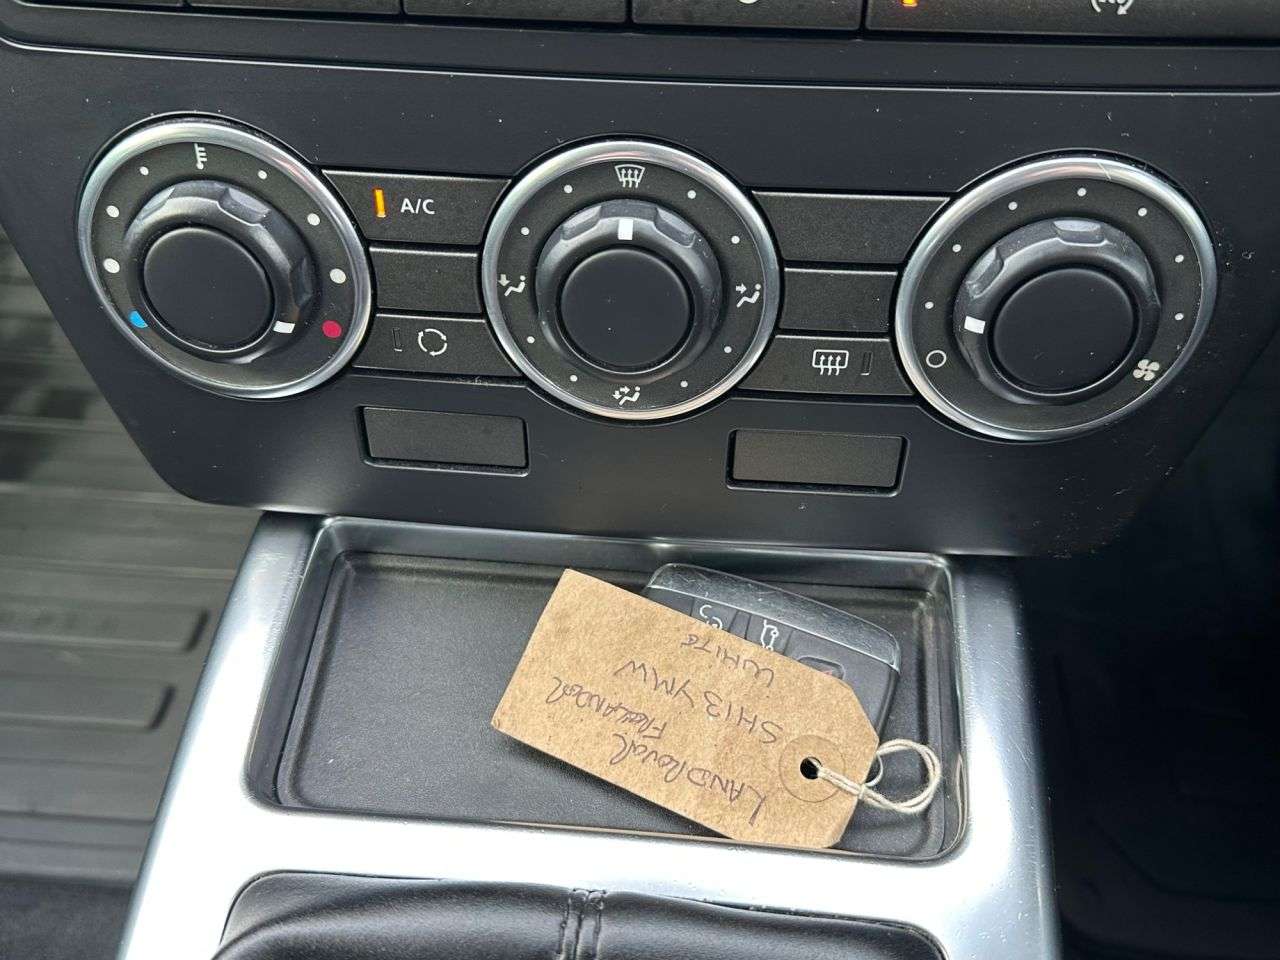 A/C
LANDROVER
FREELANDER
SH13 YMW
WHITE